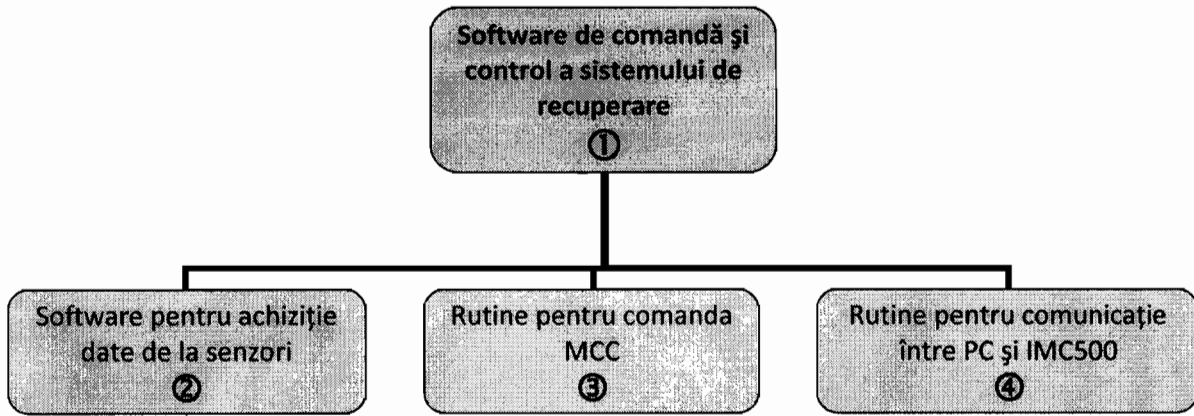 Software de comandă şi
control a sistemului de
recuperare
①
Software pentru achiziţie
date de la senzori
②
Rutine pentru comanda
MCC
③
Rutine pentru comunicaţie
între PC şi IMC500
④